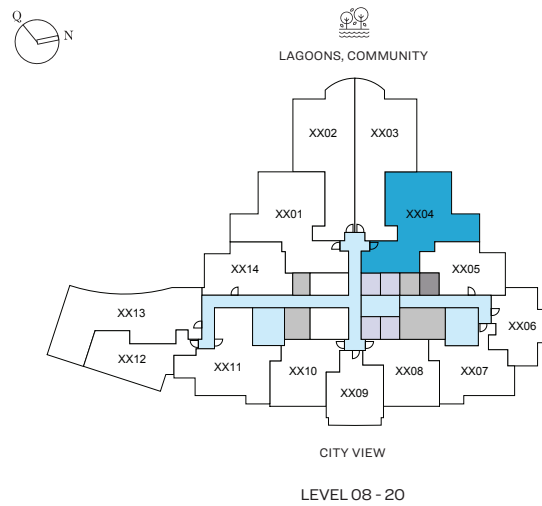 Q
N
LAGOONS, COMMUNITY
XX02
XX03
XX01
XX04
XX14
XX05
XX13
XX06
XX12
XX11
XX10
XX09
XX08
XX07
CITY VIEW
LEVEL 08 - 20